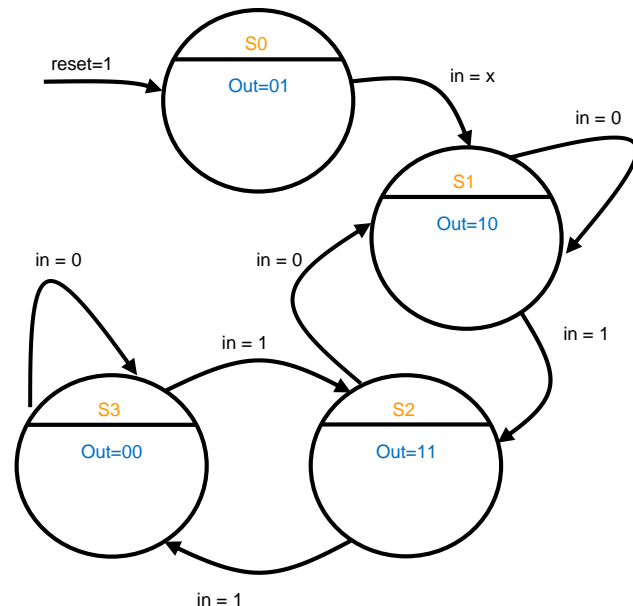 S0
reset=1
Out=01
in = x
in = 0
S1
Out=10
in = 0
in = 0
in = 1
in = 1
S3
S2
Out=00
Out=11
in = 1